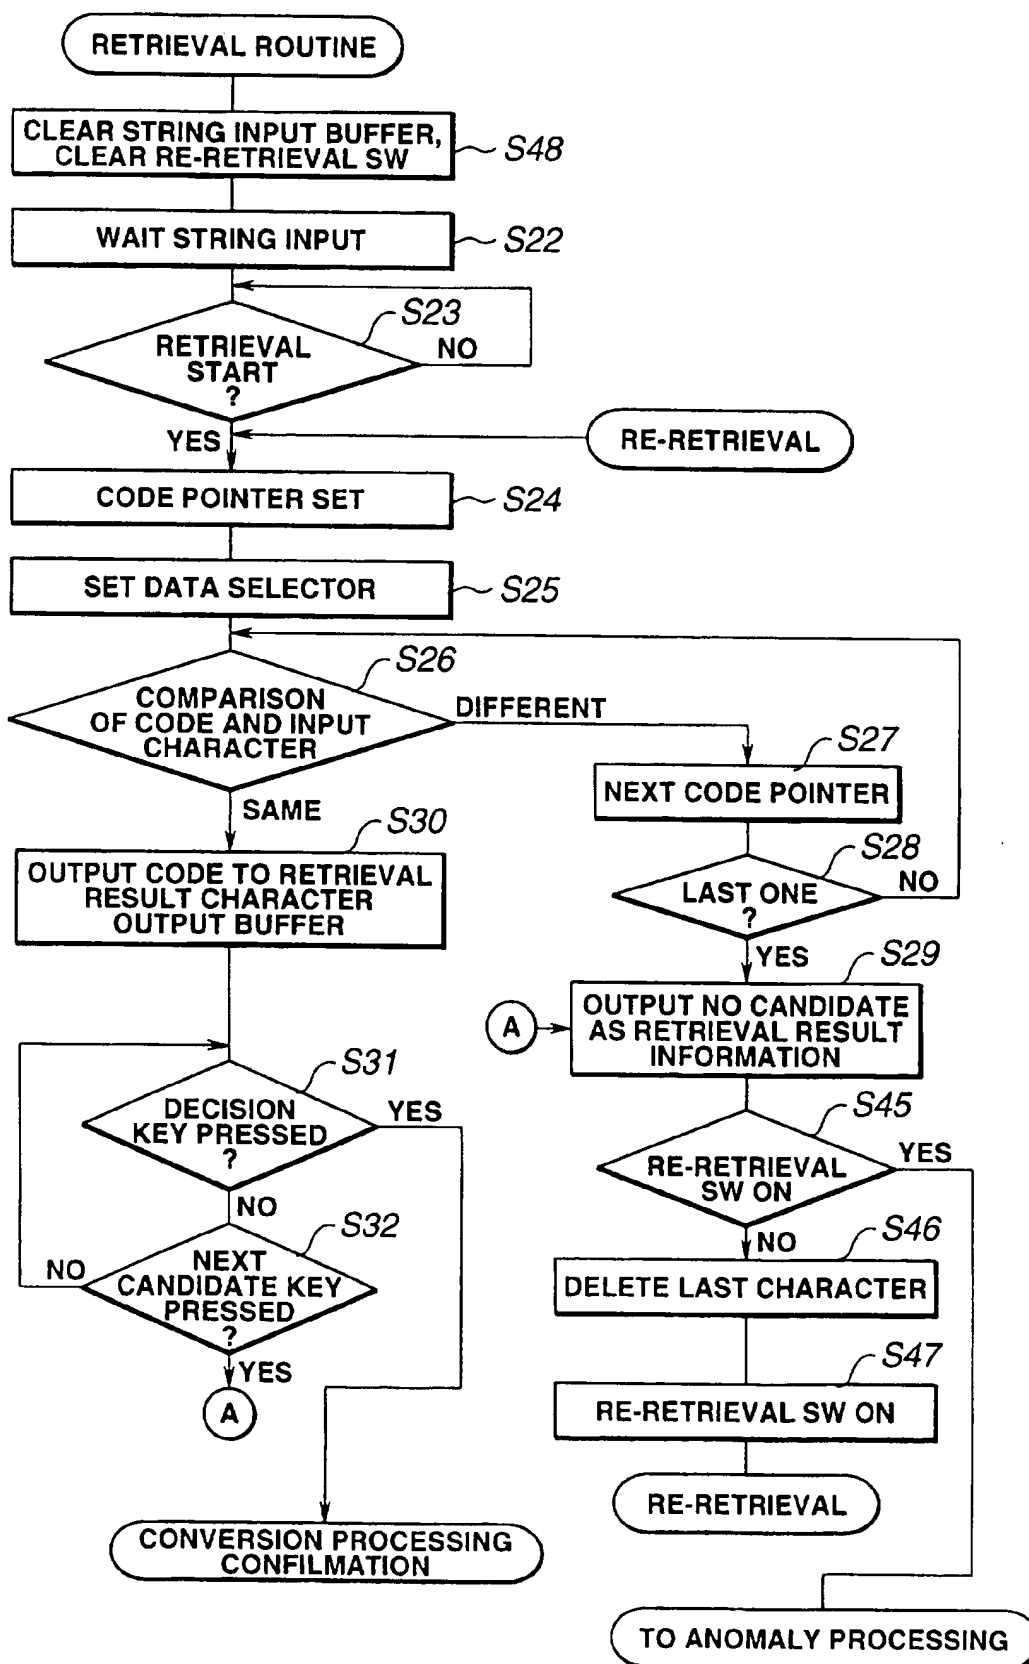 RETRIEVAL ROUTINE
CLEAR STRING INPUT BUFFER,
CLEAR RE-RETRIEVAL SW
S48
WAIT STRING INPUT
S22
S23
RETRIEVAL
START
?
NO
YES
RE-RETRIEVAL
CODE POINTER SET
S24
SET DATA SELECTOR
S25
S26
COMPARISON
OF CODE AND INPUT
CHARACTER
DIFFERENT
S27
NEXT CODE POINTER
SAME
S30
OUTPUT CODE TO RETRIEVAL
RESULT CHARACTER
OUTPUT BUFFER
S28
LAST ONE
?
NO
YES
S29
A
OUTPUT NO CANDIDATE
AS RETRIEVAL RESULT
INFORMATION
S31
DECISION
KEY PRESSED
?
YES
NO
S45
RE-RETRIEVAL
SW ON
YES
NO
S32
NEXT
CANDIDATE KEY
PRESSED
?
NO
YES
A
S46
DELETE LAST CHARACTER
S47
RE-RETRIEVAL SW ON
RE-RETRIEVAL
CONVERSION PROCESSING
CONFILMATION
TO ANOMALY PROCESSING